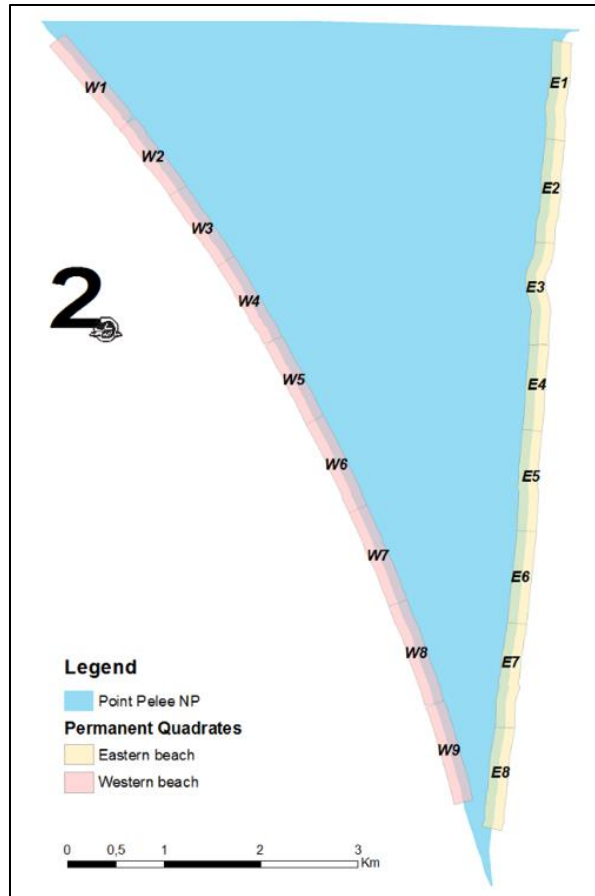 W1
E1
W2
E2
W3
2
E3
W4
W5
E4
W6
E5
W7
E6
W8
E7
Legend
Point Pelee NP
Permanent Quadrates
Eastern beach
Western beach
W9
E8
0 0,5 1 2 3
Km